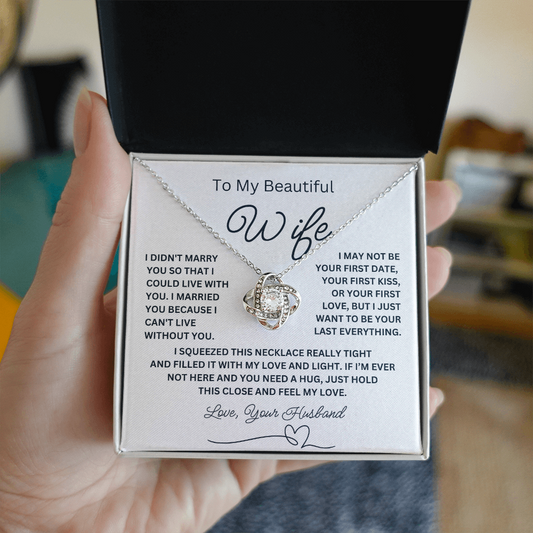 To My Beautiful
Wife
I DIDN'T MARRY
YOU SO THAT I
COULD LIVE WITH
YOU. I MARRIED
YOU BECAUSE I
CAN'T LIVE
WITHOUT YOU.
I MAY NOT BE
YOUR FIRST DATE,
YOUR FIRST KISS,
OR YOUR FIRST
LOVE, BUT I JUST
WANT TO BE YOUR
LAST EVERYTHING.
I SQUEEZED THIS NECKLACE REALLY TIGHT
AND FILLED IT WITH MY LOVE AND LIGHT. IF I'M EVER
NOT HERE AND YOU NEED A HUG, JUST HOLD
THIS CLOSE AND FEEL MY LOVE.
Love, Your Husband